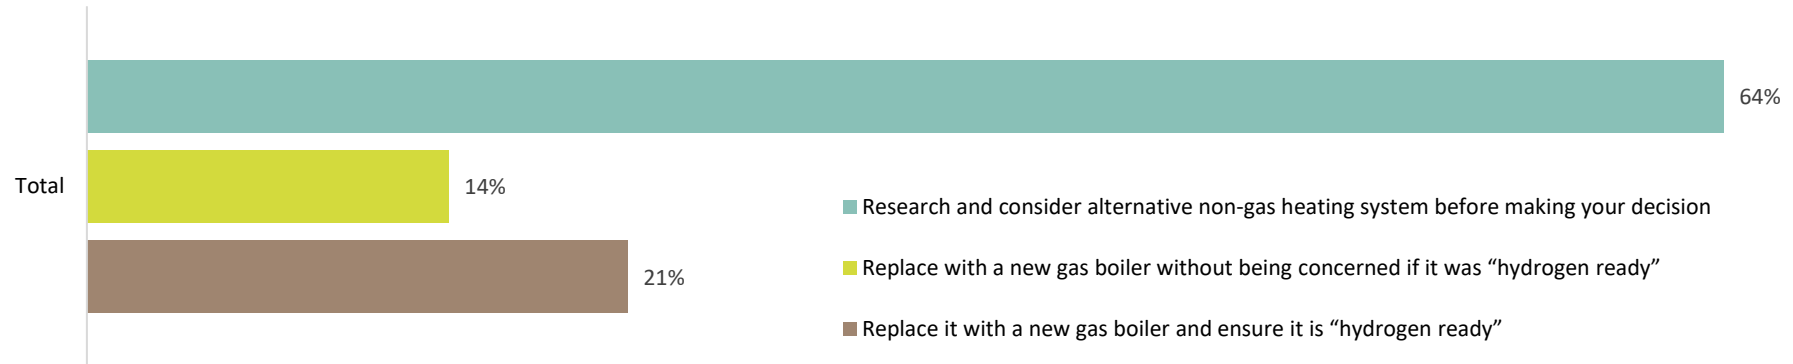 64%
Total
14%
21%
Research and consider alternative non-gas heating system before making your decision
Replace with a new gas boiler without being concerned if it was “hydrogen ready”
Replace it with a new gas boiler and ensure it is “hydrogen ready”